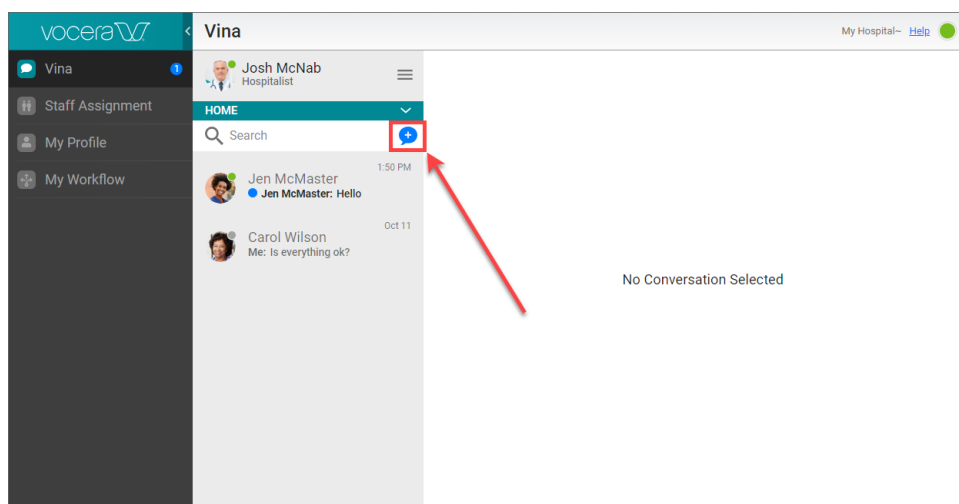 vocera
Vina
My Hospital~ Help
Vina 1
Staff Assignment
My Profile
My Workflow
Josh McNab
Hospitalist
HOME
Search
1:50 PM
Jen McMaster
Jen McMaster: Hello
Oct 11
Carol Wilson
Me: Is everything ok?
No Conversation Selected